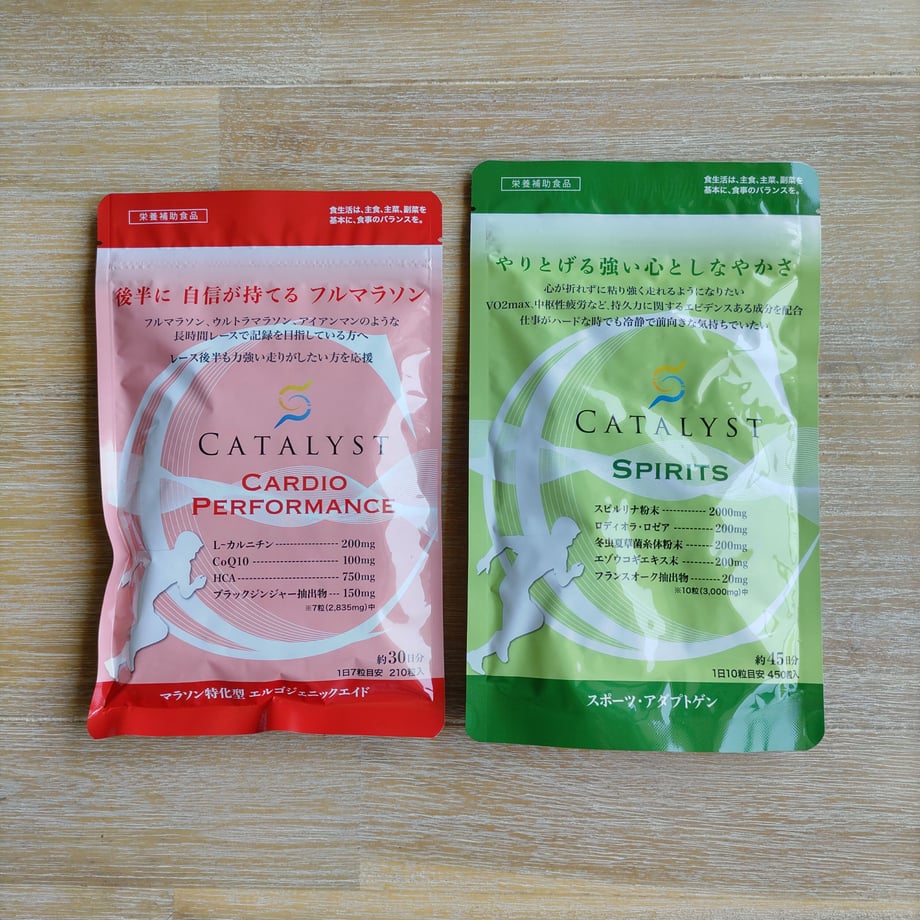 栄養補助食品
食生活は、主食、主菜、副菜を
基本に、食事のバランスを。
後半に 自信が持てる フルマラソン
フルマラソン、ウルトラマラソン、アイアンマンのような
長時間レースで記録を目指している方へ
レース後半も力強い走りがしたい方を応援
CATALYST
CARDIO
PERFORMANCE
L-カルニチン------------------ 200mg
CoQ10 ------------------------ 100mg
HCA---------------------------- 750mg
ブラックジンジャー抽出物--- 150mg
※7粒(2,835mg)中
約30日分
1日7粒目安 210粒入
マラソン特化型 エルゴジェニックエイド
栄養補助食品
食生活は、主食、主菜、副菜を
基本に、食事のバランスを。
やりとげる強い心としなやかさ
心が折れずに粘り強く走れるようになりたい
VO2max、中枢性疲労など、持久力に関するエビデンスある成分を配合
仕事がハードな時でも冷静で前向きな気持ちでいたい
CATALYST
SPIRITS
スピルリナ粉末------------ 2000mg
ロディオラ・ロゼア---------- 200mg
冬虫夏草菌糸体粉末------- 200mg
エゾウコギエキス末-------- 200mg
フランスオーク抽出物-------- 20mg
※10粒(3,000mg)中
約45日分
1日10粒目安 450粒入
スポーツ・アダプトゲン